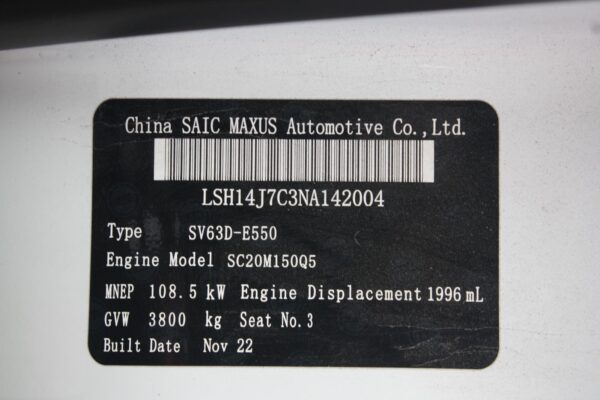 China SAIC MAXUS Automotive Co.,Ltd.
LSH14J7C3NA142004
Type SV63D-E550
Engine Model SC20M150Q5
MNEP 108.5 kW Engine Displacement 1996 mL
GVW 3800 kg Seat No.3
Built Date Nov 22